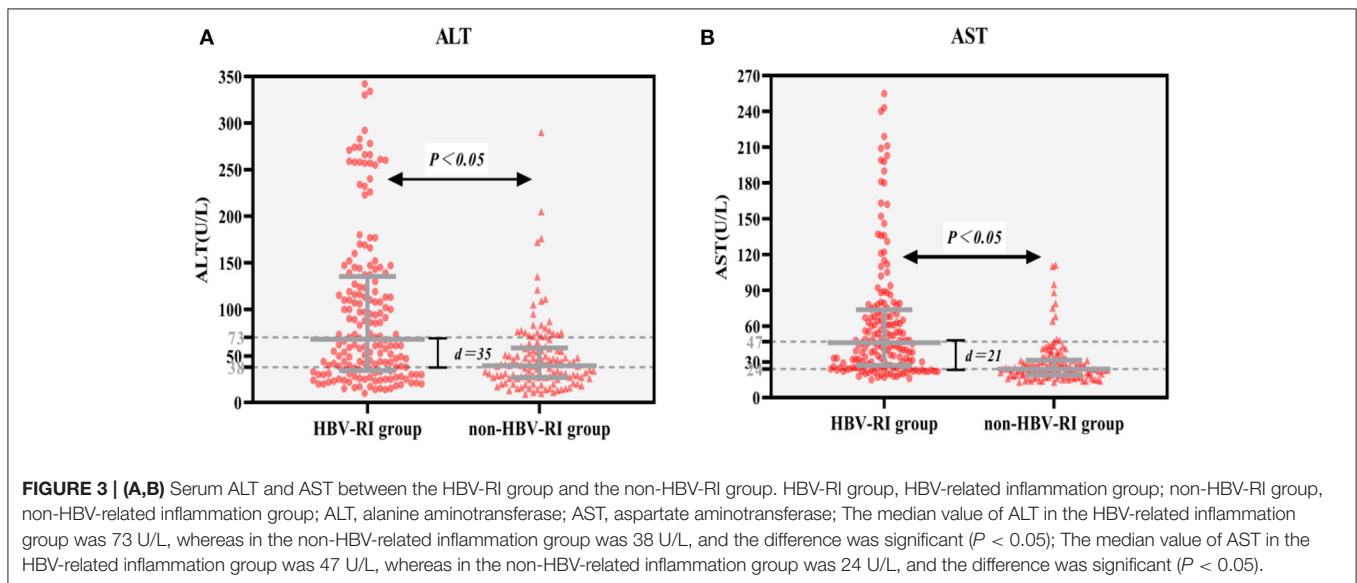 A
ALT
350
300
250
200
150
100
73
50
38
0
ALT(U/L)
P＜0.05
d＝35
HBV-RI group
non-HBV-RI group
B
AST
270
240
210
180
150
120
90
60
47
30
0
AST(U/L)
P＜0.05
d＝21
HBV-RI group
non-HBV-RI group
FIGURE 3 | (A,B) Serum ALT and AST between the HBV-RI group and the non-HBV-RI group. HBV-RI group, HBV-related inflammation group; non-HBV-RI group,
non-HBV-related inflammation group; ALT, alanine aminotransferase; AST, aspartate aminotransferase; The median value of ALT in the HBV-related inflammation
group was 73 U/L, whereas in the non-HBV-related inflammation group was 38 U/L, and the difference was significant (P < 0.05); The median value of AST in the
HBV-related inflammation group was 47 U/L, whereas in the non-HBV-related inflammation group was 24 U/L, and the difference was significant (P < 0.05).